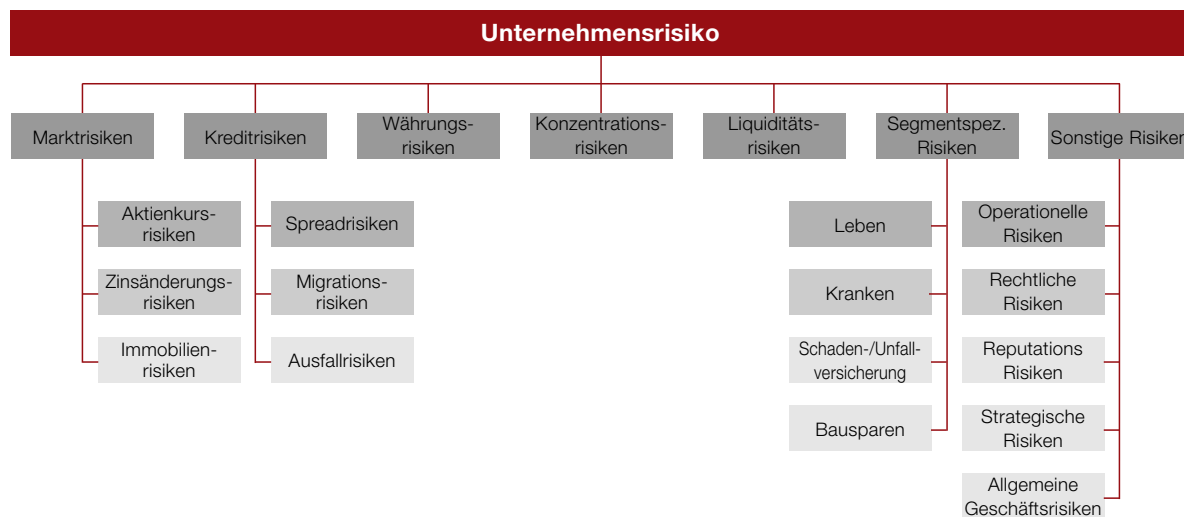 Unternehmensrisiko
Marktrisiken
Kreditrisiken
Währungs-
risiken
Konzentrations-
risiken
Liquiditäts-
risiken
Segmentspez.
Risiken
Sonstige Risiken
Aktienkurs-
risiken
Zinsänderungs-
risiken
Immobilien-
risiken
Spreadrisiken
Migrations-
risiken
Ausfallrisiken
Leben
Kranken
Schaden-/Unfall-
versicherung
Bausparen
Operationelle
Risiken
Rechtliche
Risiken
Reputations
Risiken
Strategische
Risiken
Allgemeine
Geschäftsrisiken